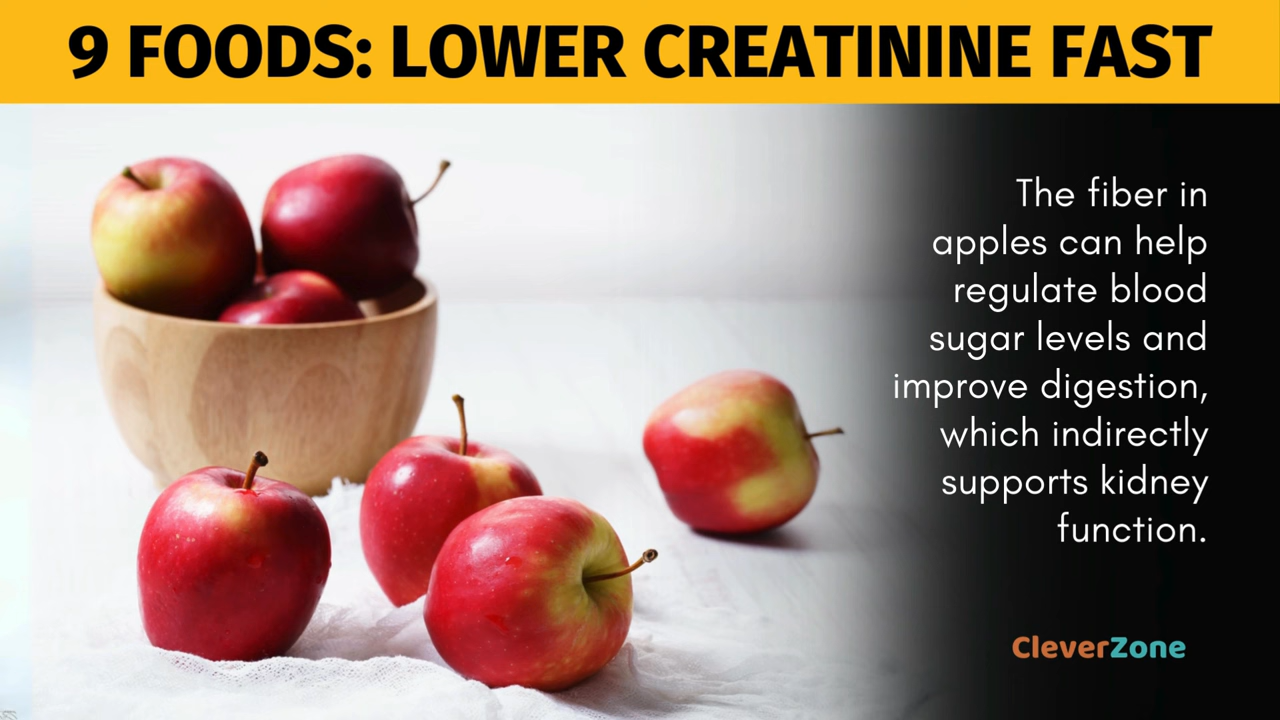 9 FOODS: LOWER CREATININE FAST
The fiber in
apples can help
regulate blood
sugar levels and
improve digestion,
which indirectly
supports kidney
function.
CleverZone